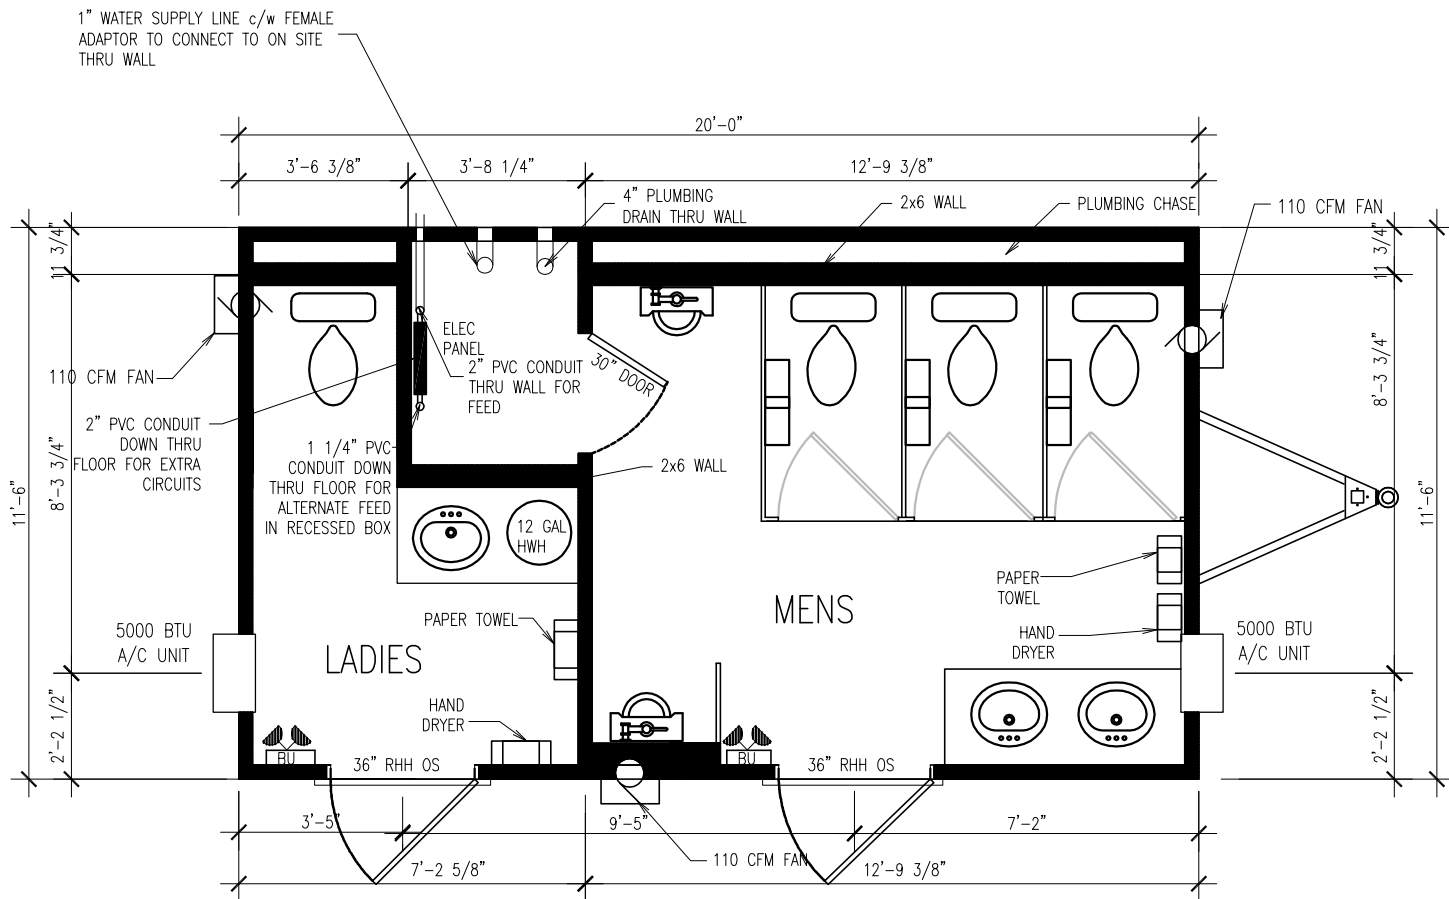 1" WATER SUPPLY LINE c/w FEMALE
ADAPTOR TO CONNECT TO ON SITE
THRU WALL
20'-0"
3'-6 3/8"
3'-8 1/4"
12'-9 3/8"
4" PLUMBING
DRAIN THRU WALL
2x6 WALL
PLUMBING CHASE
110 CFM FAN
11 3/4"
11 3/4"
ELEC
PANEL
2" PVC CONDUIT
THRU WALL FOR
FEED
30" DOOR
110 CFM FAN
8'-3 3/4"
2" PVC CONDUIT
DOWN THRU
FLOOR FOR EXTRA
CIRCUITS
1 1/4" PVC
CONDUIT DOWN
THRU FLOOR FOR
ALTERNATE FEED
IN RECESSED BOX
2x6 WALL
8'-3 3/4"
11'-6"
11'-6"
12 GAL
HWH
PAPER
TOWEL
MENS
PAPER TOWEL
HAND
DRYER
5000 BTU
A/C UNIT
5000 BTU
A/C UNIT
LADIES
HAND
DRYER
2'-2 1/2"
2'-2 1/2"
BU
36" RHH OS
BU
36" RHH OS
3'-5"
9'-5"
7'-2"
7'-2 5/8"
110 CFM FAN
12'-9 3/8"